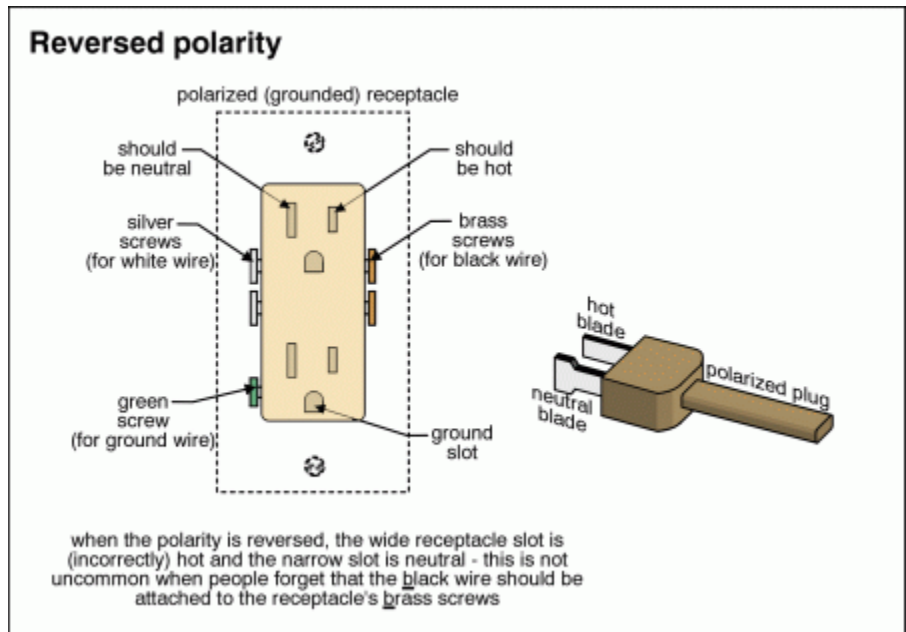 Reversed polarity
polarized (grounded) receptacle
should
be neutral
should
be hot
silver
screws
(for white wire)
brass
screws
(for black wire)
hot
blade
neutral
blade
polarized plug
green
screw
(for ground wire)
ground
slot
when the polarity is reversed, the wide receptacle slot is
(incorrectly) hot and the narrow slot is neutral - this is not
uncommon when people forget that the black wire should be
attached to the receptacle's brass screws